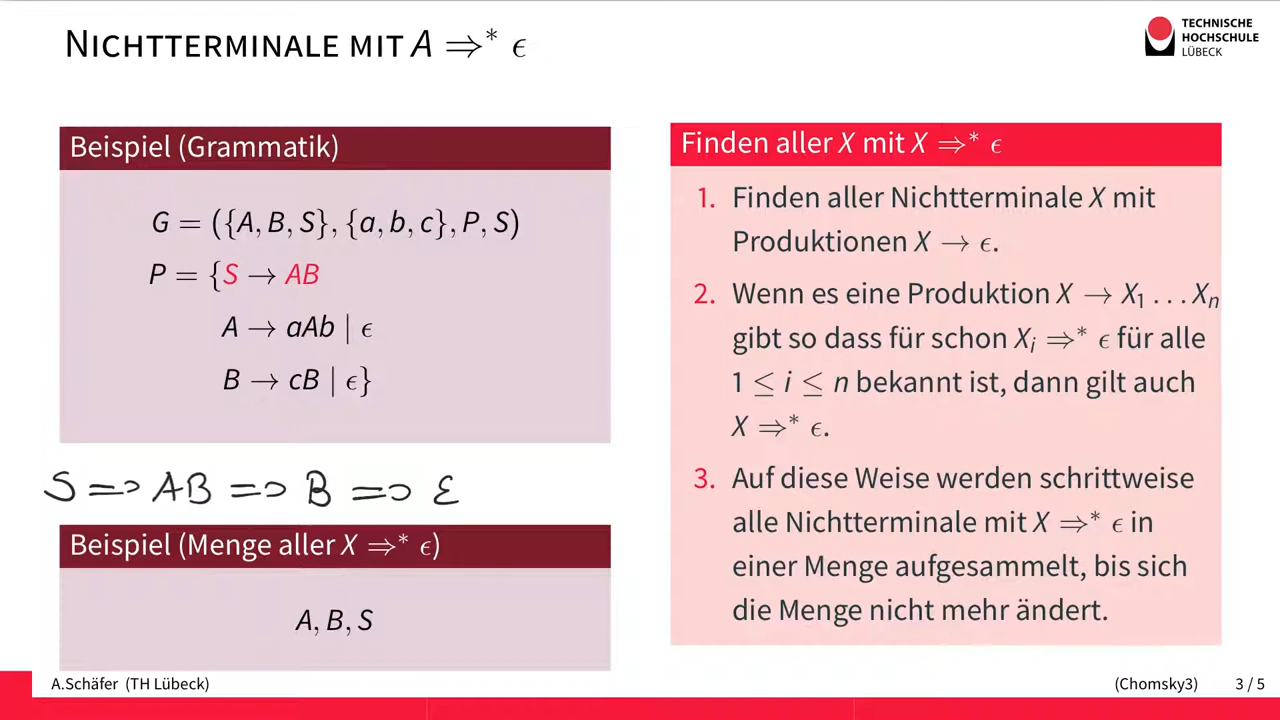 NICHTTERMINALE MIT A ⇒* ϵ
TECHNISCHE
HOCHSCHULE
LÜBECK
Beispiel (Grammatik)
G = ({A, B, S}, {a, b, c}, P, S)
P = {S → AB
A → aAb | ϵ
B → cB | ϵ}
S => AB => B => ε
Beispiel (Menge aller X ⇒* ϵ)
A, B, S
Finden aller X mit X ⇒* ϵ
1. Finden aller Nichtterminale X mit
Produktionen X → ϵ.
2. Wenn es eine Produktion X → X₁ . . . Xₙ
gibt so dass für schon Xᵢ ⇒* ϵ für alle
1 ≤ i ≤ n bekannt ist, dann gilt auch
X ⇒* ϵ.
3. Auf diese Weise werden schrittweise
alle Nichtterminale mit X ⇒* ϵ in
einer Menge aufgesammelt, bis sich
die Menge nicht mehr ändert.
A.Schäfer (TH Lübeck)
(Chomsky3)
3 / 5